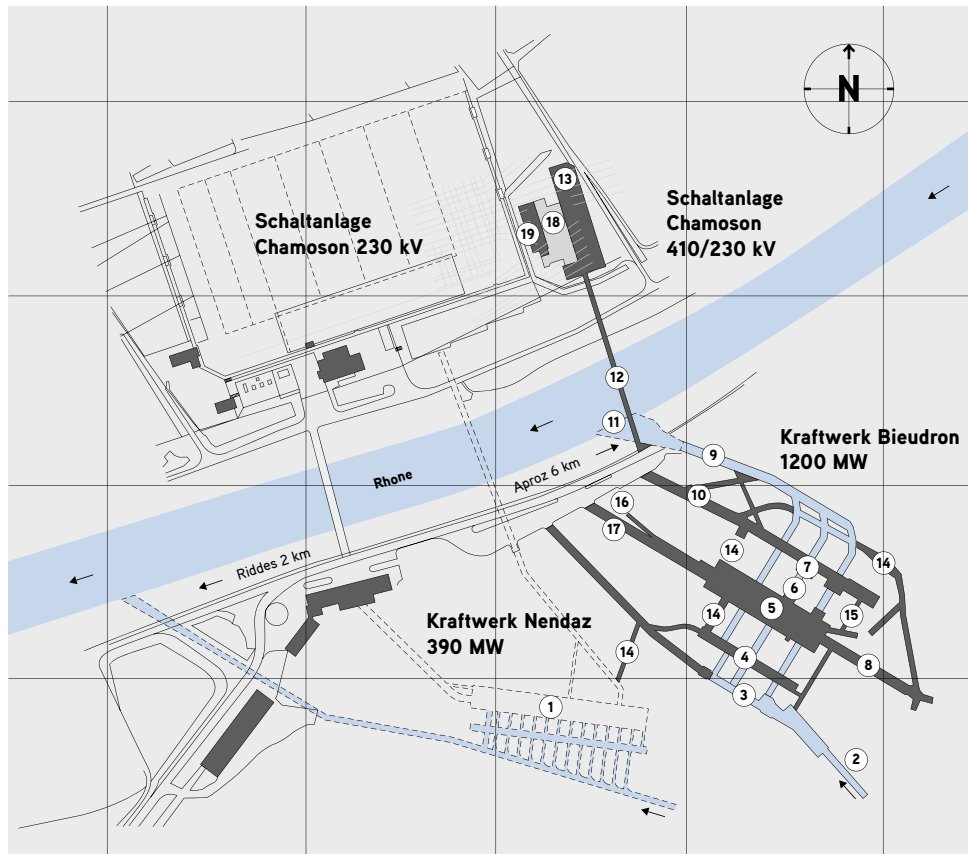 N
13
Schaltanlage
Chamoson
410/230 kV
Schaltanlage
Chamoson 230 kV
18
19
12
11
Kraftwerk Bieudron
1200 MW
9
Rhone
Aproz 6 km
10
16
17
14
7
14
6
5
15
14
Riddes 2 km
Kraftwerk Nendaz
390 MW
14
4
8
3
1
2